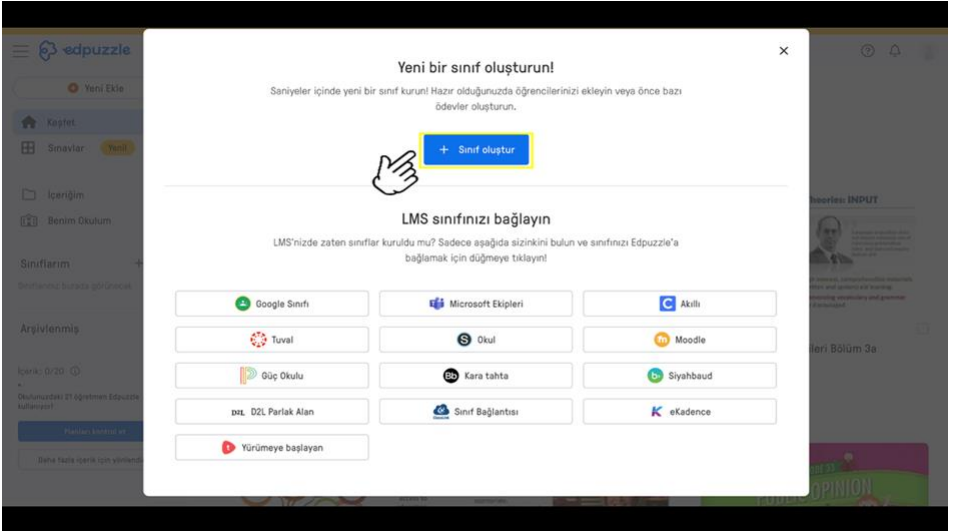 edpuzzle
Yeni Ekle
Keşfet
Sınavlar Yeni!
İçeriğim
Benim Okulum
Sınıflarım +
Arşivlenmiş
İçerik: 0/20
Yeni bir sınıf oluşturun!
Saniyeler içinde yeni bir sınıf kurun! Hazır olduğunuzda öğrencilerinizi ekleyin veya önce bazı
ödevler oluşturun.
+ Sınıf oluştur
LMS sınıfınızı bağlayın
LMS'nizde zaten sınıflar kuruldu mu? Sadece aşağıda sizinkini bulun ve sınıfınızı Edpuzzle'a
bağlamak için düğmeye tıklayın!
Google Sınıfı
Microsoft Ekipleri
Akıllı
Tuval
Okul
Moodle
Güç Okulu
Kara tahta
Siyahbaud
D2L Parlak Alan
Sınıf Bağlantısı
eKadence
Yürümeye başlayan
INPUT
Bölüm 3a
OPINION